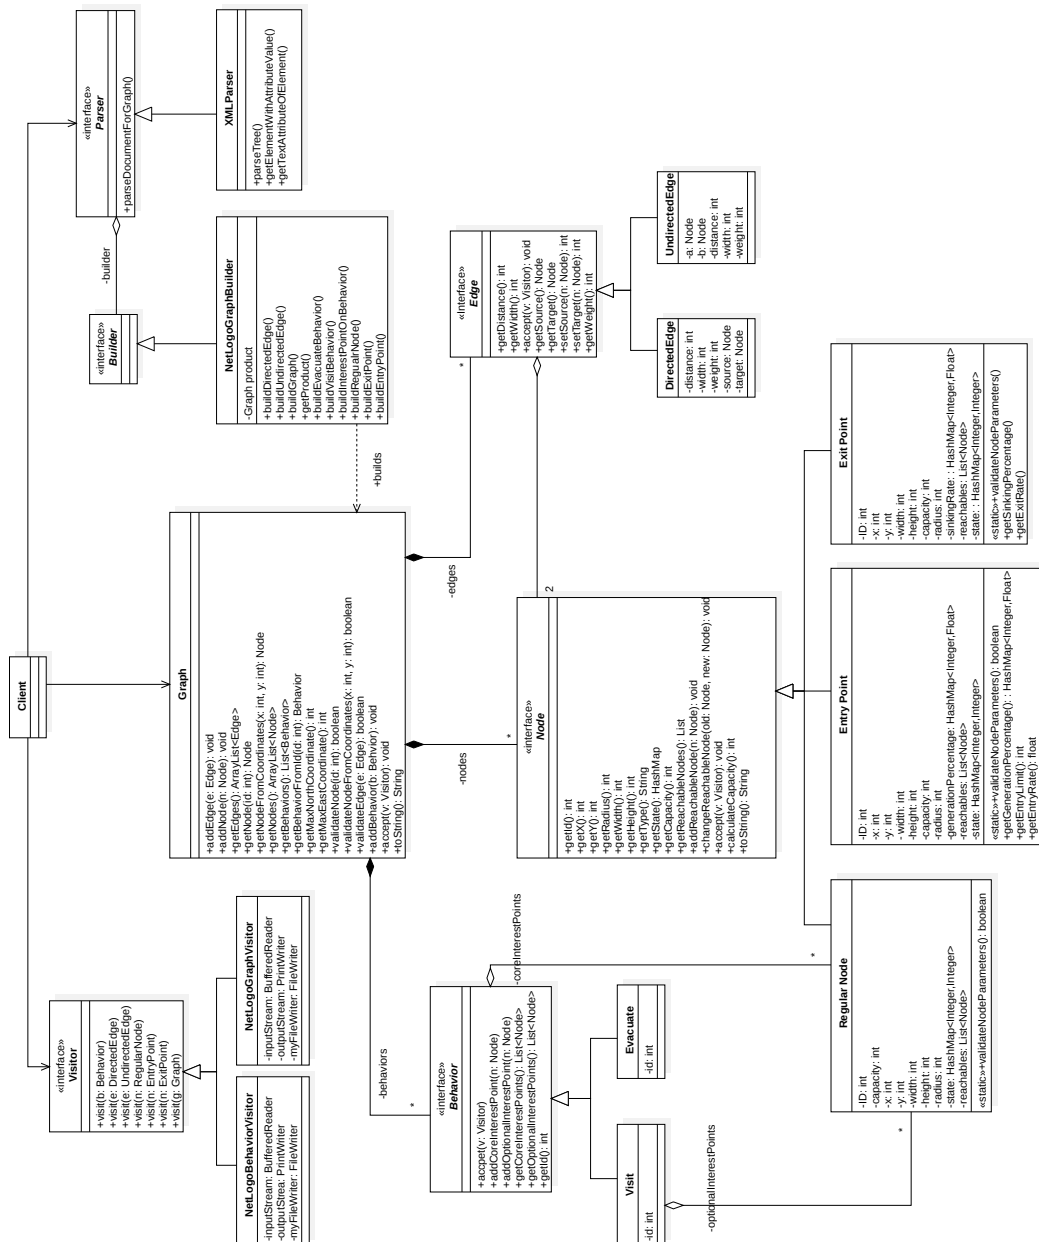 Client
«interface»
Visitor
+visit(b: Behavior)
+visit(e: DirectedEdge)
+visit(e: UndirectedEdge)
+visit(n: RegularNode)
+visit(n: EntryPoint)
+visit(n: ExitPoint)
+visit(g: Graph)
NetLogoBehaviorVisitor
-inputStream: BufferedReader
-outputStrea: PrintWriter
-myFileWriter: FileWriter
NetLogoGraphVisitor
-inputStream: BufferedReader
-outputStream: PrintWriter
-myFileWriter: FileWriter
Graph
+addEdge(e: Edge): void
+addNode(n: Node): void
+getEdges(): ArrayList<Edge>
+getNode(id: int): Node
+getNodeFromCoordinates(x: int, y: int): Node
+getNodes(): ArrayList<Node>
+getBehaviors(): List<Behavior>
+getBehaviorFromId(id: int): Behavior
+getMaxNorthCoordinate(): int
+getMaxEastCoordinate(): int
+validateNode(id: int): boolean
+validateNodeFromCoordinates(x: int, y: int): boolean
+validateEdge(e: Edge): boolean
+addBehavior(b: Behvior): void
+accept(v: Visitor): void
+toString(): String
«interface»
Parser
+parseDocumentForGraph()
XMLParser
+parseTree()
+getElementWithAttributeValue()
+getTextAttributeOfElement()
-builder
«interface»
Builder
NetLogoGraphBuilder
-Graph product
+buildDirectedEdge()
+buildUndirectedEdge()
+buildGraph()
+getProduct()
+buildEvacuateBehavior()
+buildVisitBehavior()
+buildInterestPointOnBehavior()
+buildRegualrNode()
+buildExitPoint()
+buildEntryPoint()
+builds
-behaviors
*
-nodes
*
-edges
*
«Interface»
Edge
+getDistance(): int
+getWidth(): int
+accept(v: Visitor): void
+getSource(): Node
+getTarget(): Node
+setSource(n: Node): int
+setTarget(n: Node): int
+getWeight(): int
2
DirectedEdge
-distance: int
-width: int
-weight: int
-source: Node
-target: Node
UndirectedEdge
-a: Node
-b: Node
-distance: int
-width: int
-weight: int
«interface»
Behavior
+accpet(v: Visitor)
+addCoreInterestPoint(n: Node)
+addOptionalInterestPoint(n: Node)
+getCoreInterestPoints(): List<Node>
+getOptionalInterestPoints(): List<Node>
+getId(): int
-coreInterestPoints
*
Visit
-id: int
Evacuate
-id: int
-optionalInterestPoints
*
«interface»
Node
+getId(): int
+getX(): int
+getY(): int
+getRadius(): int
+getWidth(): int
+getHeight(): int
+getType(): String
+getState(): HashMap
+getCapacity(): int
+getReachableNodes(): List
+addReachableNode(n: Node): void
+changeReachableNode(old: Node, new: Node): void
+accept(v: Visitor): void
+calculateCapacity(): int
+toString(): String
Regular Node
-ID: int
-capacity: int
-x: int
-y: int
-width: int
-height: int
-radius: int
-state: HashMap<Integer,Integer>
-reachables: List<Node>
«static»+validateNodeParameters(): boolean
Entry Point
-ID: int
-x: int
-y: int
-width: int
-height: int
-capacity: int
-radius: int
-generationPercentage: HashMap<Integer,Float>
-reachables: List<Node>
-state: HashMap<Integer,Integer>
«static»+validateNodeParameters(): boolean
+getGenerationPercentage(): : HashMap<Integer,Float>
+getEntryLimit(): int
+getEntryRate(): float
Exit Point
-ID: int
-x: int
-y: int
-width: int
-height: int
-capacity: int
-radius: int
-sinkingRate: : HashMap<Integer,Float>
-reachables: List<Node>
-state: : HashMap<Integer,Integer>
«static»+validateNodeParameters()
+getSinkingPercentage()
+getExitRate()